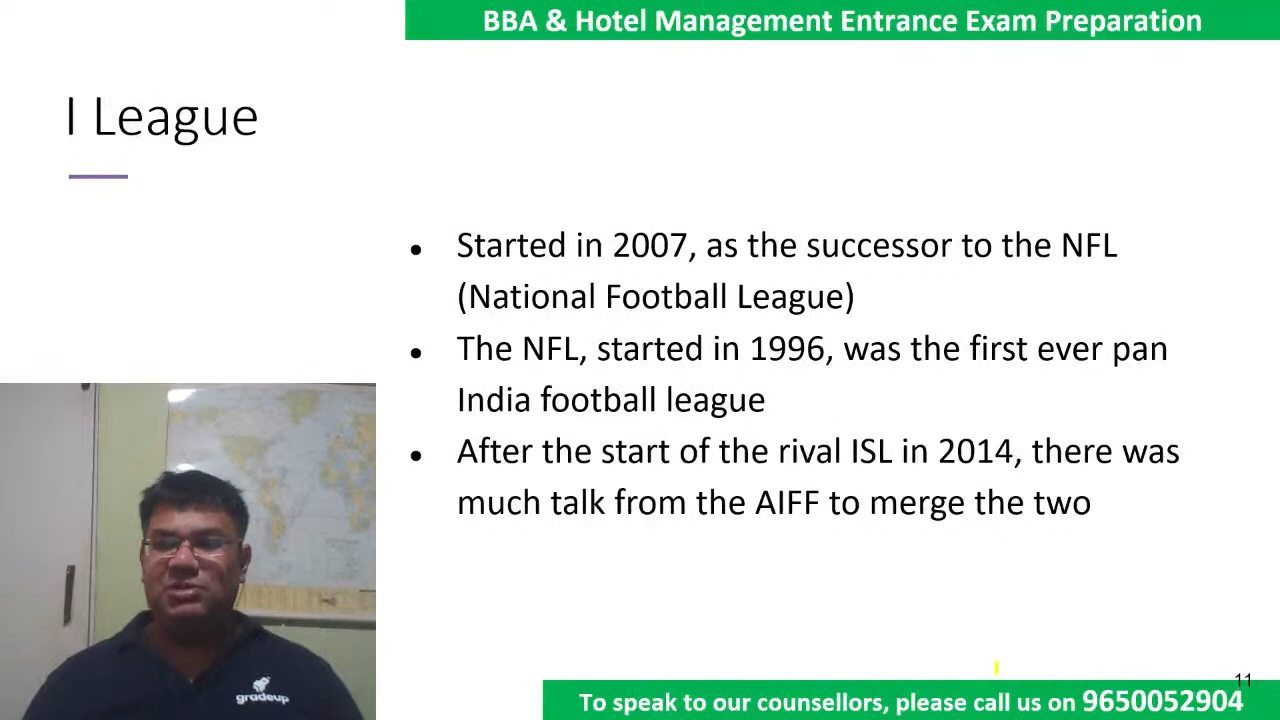 BBA & Hotel Management Entrance Exam Preparation
I League
• Started in 2007, as the successor to the NFL
(National Football League)
• The NFL, started in 1996, was the first ever pan
India football league
• After the start of the rival ISL in 2014, there was
much talk from the AIFF to merge the two
gradeup
11
To speak to our counsellors, please call us on 9650052904